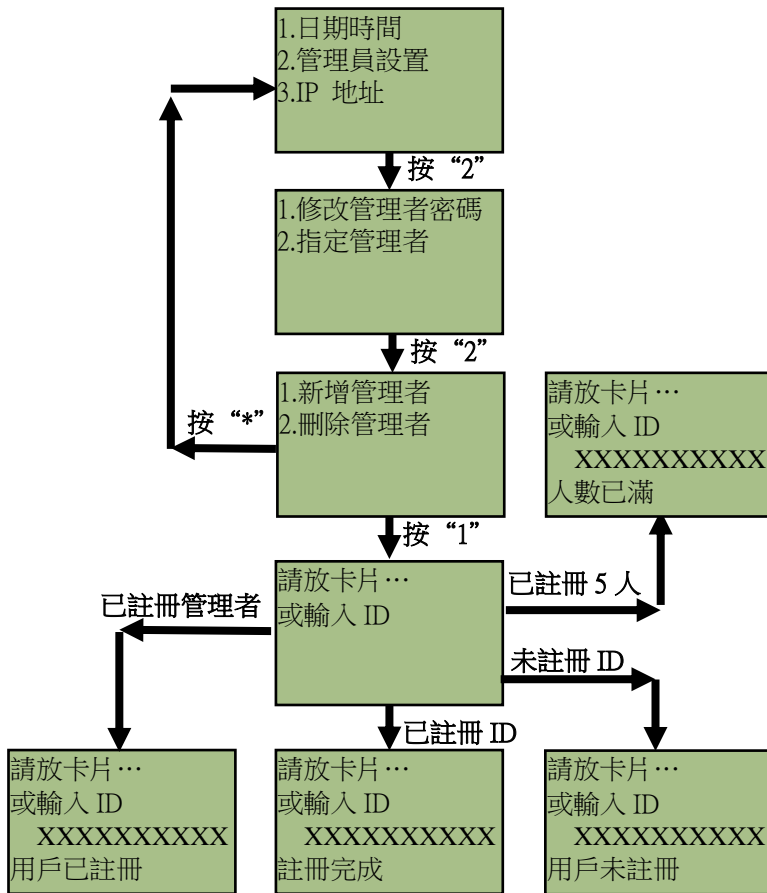 1.日期時間
2.管理員設置
3.IP 地址
按“2”
1.修改管理者密碼
2.指定管理者
按“2”
1.新增管理者
2.刪除管理者
按“*”
請放卡片…
或輸入 ID
XXXXXXXXXX
人數已滿
按“1”
請放卡片…
或輸入 ID
已註冊 5 人
已註冊管理者
未註冊 ID
已註冊 ID
請放卡片…
或輸入 ID
XXXXXXXXXX
用戶已註冊
請放卡片…
或輸入 ID
XXXXXXXXXX
註冊完成
請放卡片…
或輸入 ID
XXXXXXXXXX
用戶未註冊